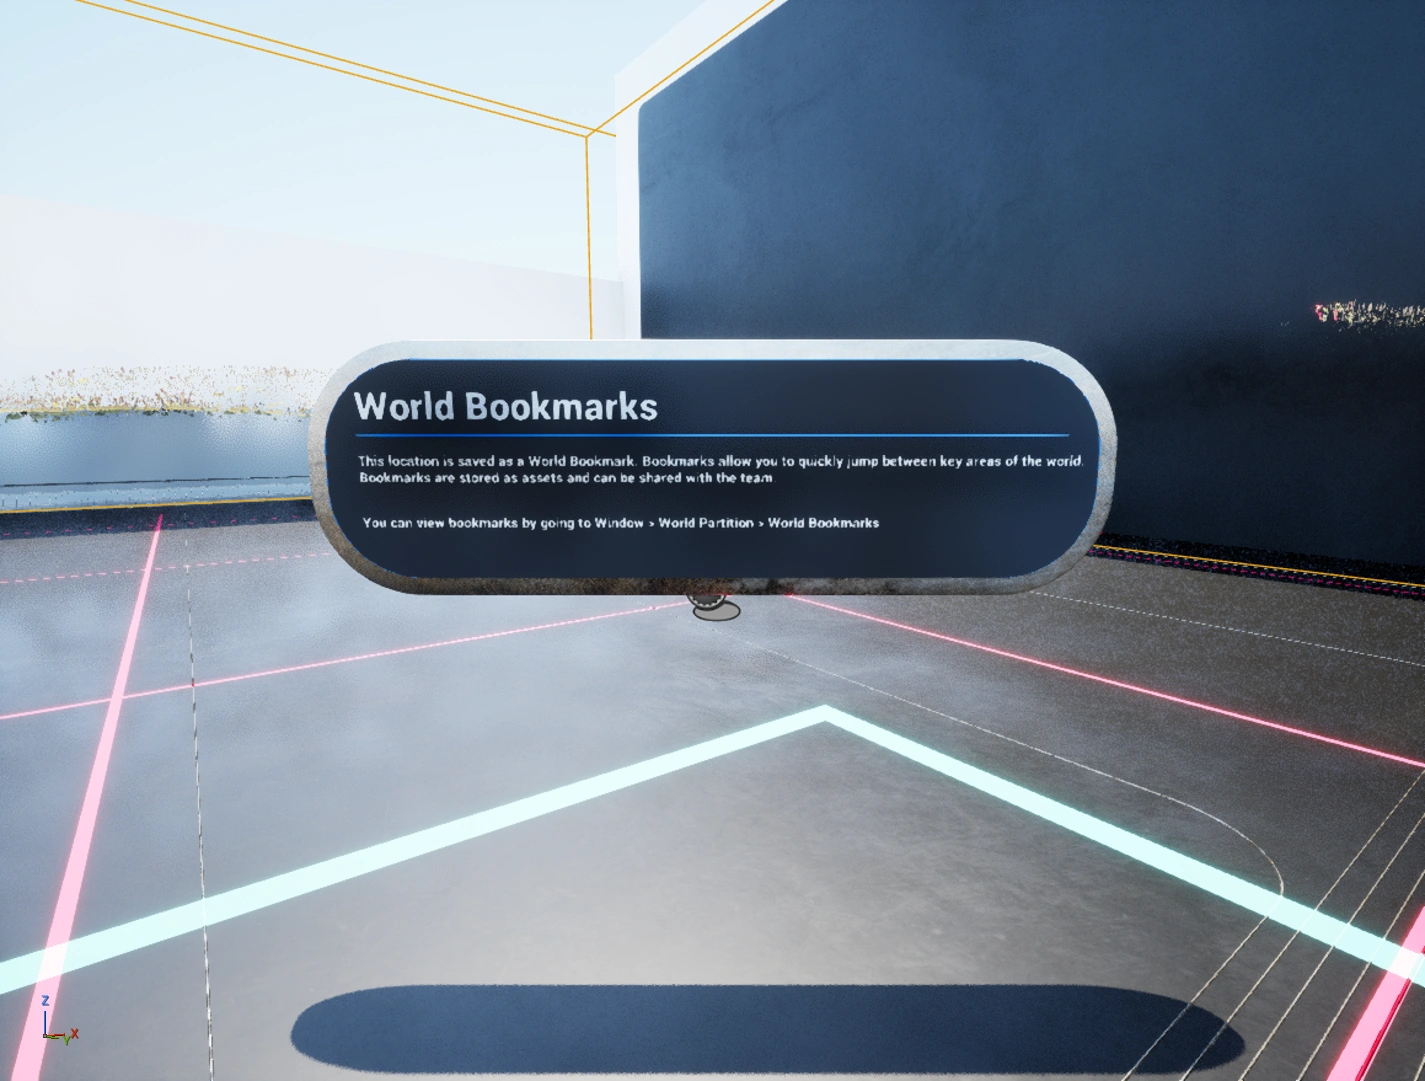 World Bookmarks
This location is saved as a World Bookmark. Bookmarks allow you to quickly jump between key areas of the world.
Bookmarks are stored as assets and can be shared with the team.
You can view bookmarks by going to Window > World Partition > World Bookmarks
Z
Y X